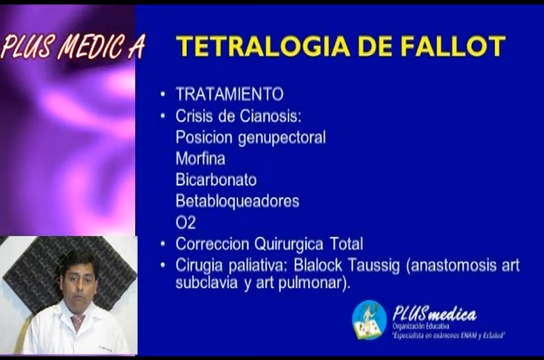 PLUS MEDIC A
TETRALOGIA DE FALLOT
• TRATAMIENTO
• Crisis de Cianosis:
Posicion genupectoral
Morfina
Bicarbonato
Betabloqueadores
O2
• Correccion Quirurgica Total
• Cirugia paliativa: Blalock Taussig (anastomosis art
subclavia y art pulmonar).
PLUSmedica
Organización Educativa
"Especialista en exámenes ENAM y EsSalud"